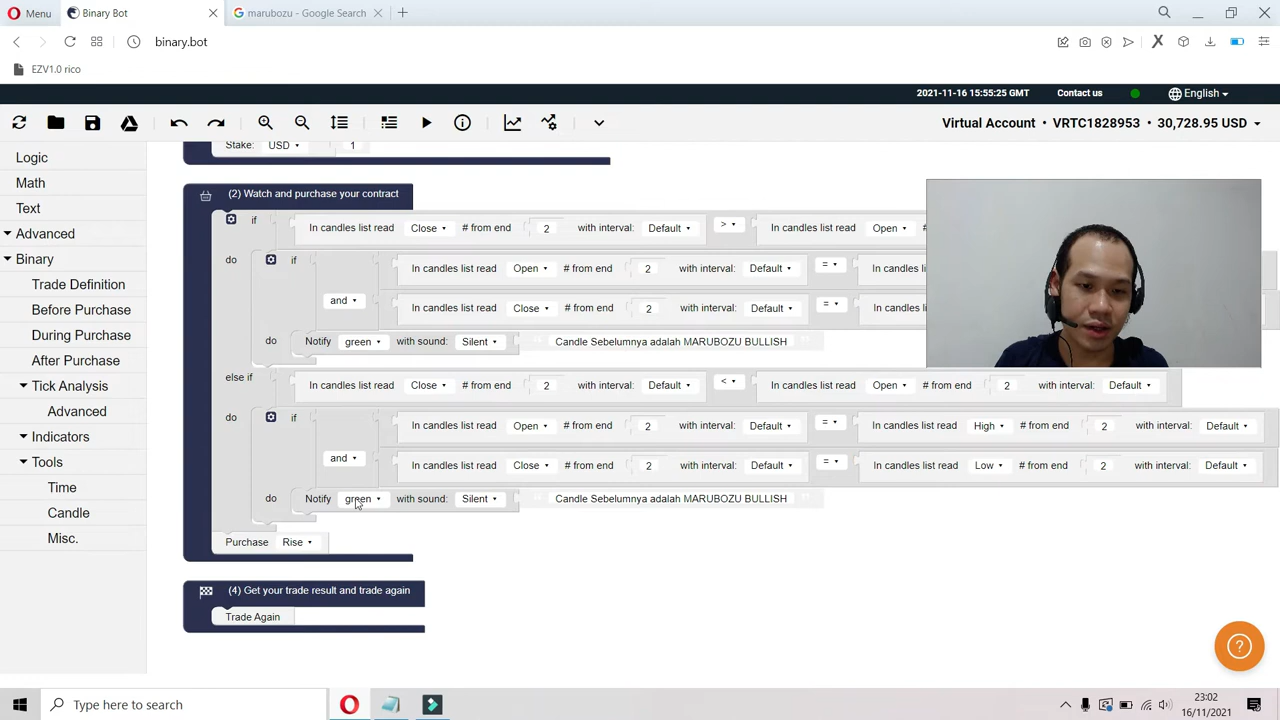 Menu
Binary Bot
marubozu - Google Search
binary.bot
EZV1.0 rico
2021-11-16 15:55:25 GMT
Contact us
English
Virtual Account • VRTC1828953 • 30,728.95 USD
Logic
Math
Text
Advanced
Binary
Trade Definition
Before Purchase
During Purchase
After Purchase
Tick Analysis
Advanced
Indicators
Tools
Time
Candle
Misc.
Stake: USD 1
(2) Watch and purchase your contract
if In candles list read Close # from end 2 with interval: Default > In candles list read Open #
do if In candles list read Open # from end 2 with interval: Default = In candles list read
and
In candles list read Close # from end 2 with interval: Default = In candles list read
do Notify green with sound: Silent Candle Sebelumnya adalah MARUBOZU BULLISH
else if In candles list read Close # from end 2 with interval: Default < In candles list read Open # from end 2 with interval: Default
do if In candles list read Open # from end 2 with interval: Default = In candles list read High # from end 2 with interval: Default
and
In candles list read Close # from end 2 with interval: Default = In candles list read Low # from end 2 with interval: Default
do Notify green with sound: Silent Candle Sebelumnya adalah MARUBOZU BULLISH
Purchase Rise
(4) Get your trade result and trade again
Trade Again
Type here to search
23:02
16/11/2021